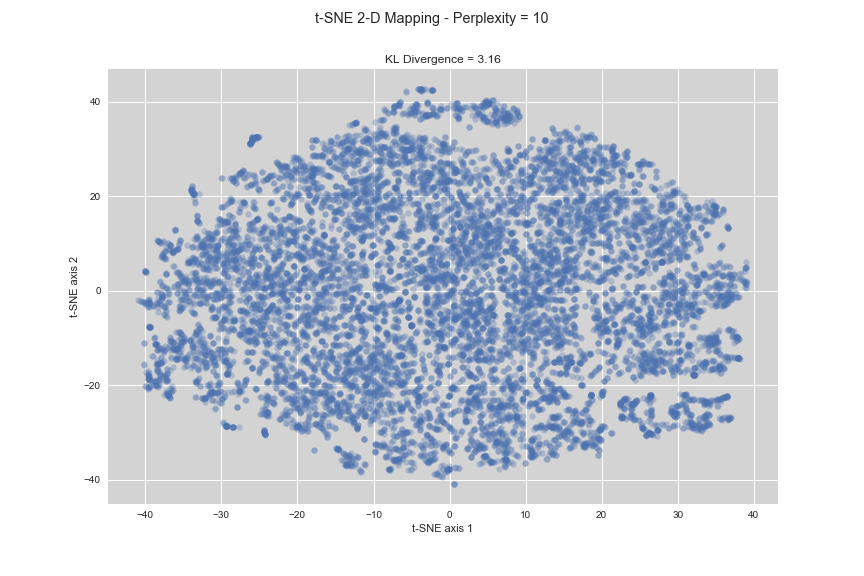 t-SNE 2-D Mapping - Perplexity = 10
KL Divergence = 3.16
40
20
0
−20
−40
t-SNE axis 2
−40 −30 −20 −10 0 10 20 30 40
t-SNE axis 1